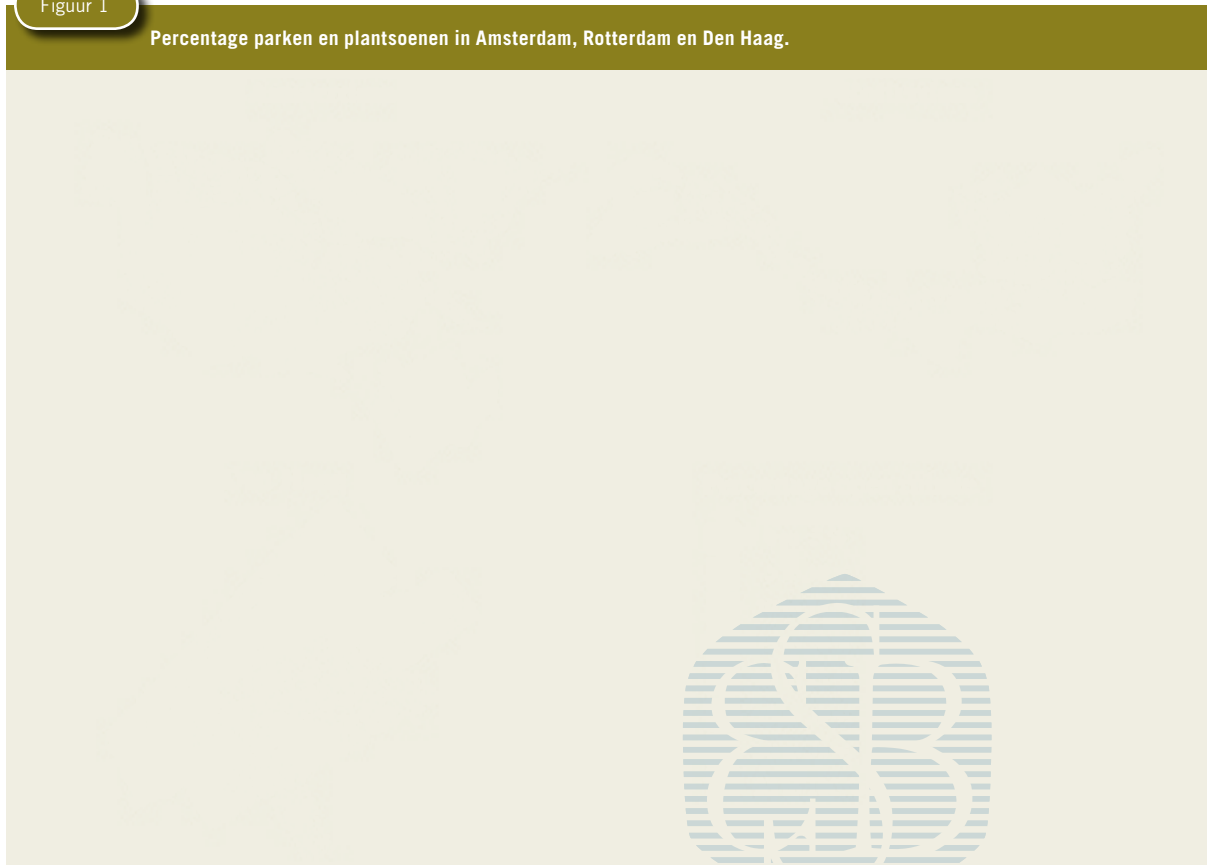 Figuur 1
Percentage parken en plantsoenen in Amsterdam, Rotterdam en Den Haag.